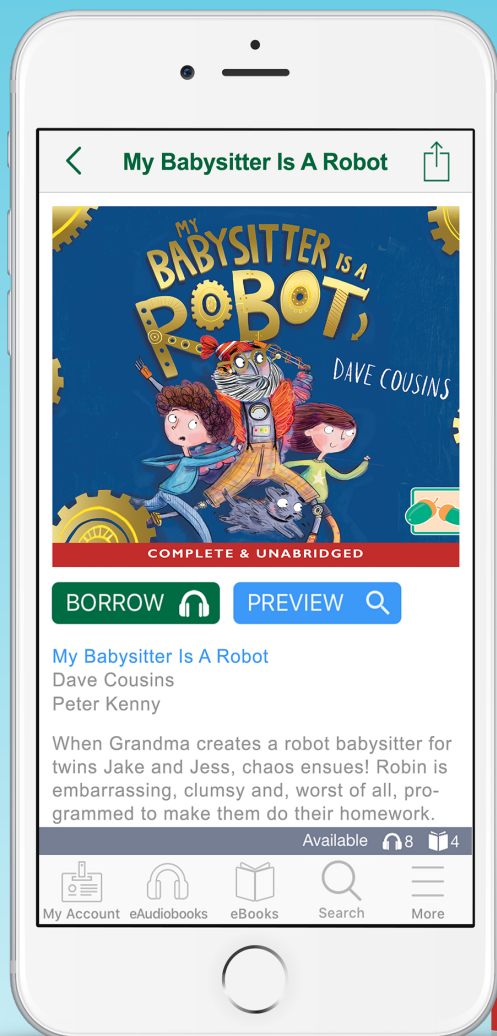 My Babysitter Is A Robot
MY
BABYSITTER IS A
ROBOT
DAVE COUSINS
COMPLETE & UNABRIDGED
BORROW
PREVIEW
My Babysitter Is A Robot
Dave Cousins
Peter Kenny
When Grandma creates a robot babysitter for
twins Jake and Jess, chaos ensues! Robin is
embarrassing, clumsy and, worst of all, pro-
grammed to make them do their homework.
Available 8 4
My Account eAudiobooks eBooks Search More